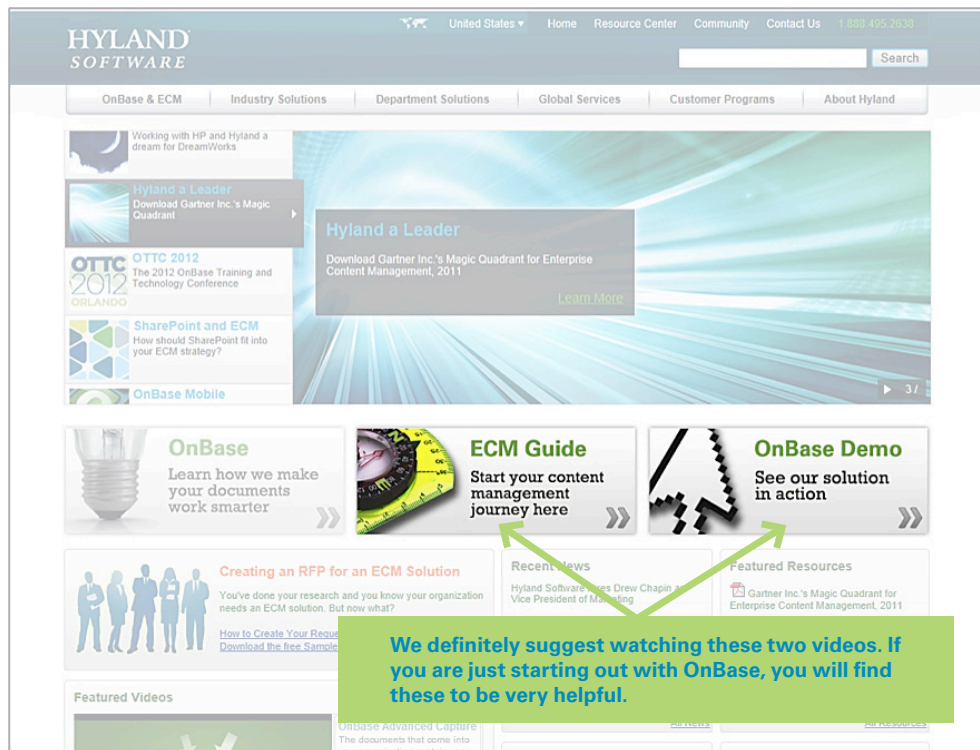 United States
Home
Resource Center
Community
Contact Us
1.888.495.2638
HYLAND
SOFTWARE
Search
OnBase & ECM
Industry Solutions
Department Solutions
Global Services
Customer Programs
About Hyland
Working with HP and Hyland a
dream for DreamWorks
Hyland a Leader
Download Gartner Inc.'s Magic
Quadrant
OTTC
2012
ORLANDO
OTTC 2012
The 2012 OnBase Training and
Technology Conference
SharePoint and ECM
How should SharePoint fit into
your ECM strategy?
OnBase Mobile
Hyland a Leader
Download Gartner Inc.'s Magic Quadrant for Enterprise
Content Management, 2011
Learn More
3/
OnBase
Learn how we make
your documents
work smarter
ECM Guide
Start your content
management
journey here
OnBase Demo
See our solution
in action
Creating an RFP for an ECM Solution
You've done your research and you know your organization
needs an ECM solution. But now what?
How to Create Your
Download the free Sample
Recent News
Hyland Software Drew Chapin
Vice President of Marketing
Featured Resources
Gartner Inc.'s Magic Quadrant for
Enterprise Content Management, 2011
We definitely suggest watching these two videos. If
you are just starting out with OnBase, you will find
these to be very helpful.
All News
All Resources
Featured Videos
OnBase Advanced Capture
The documents that come into